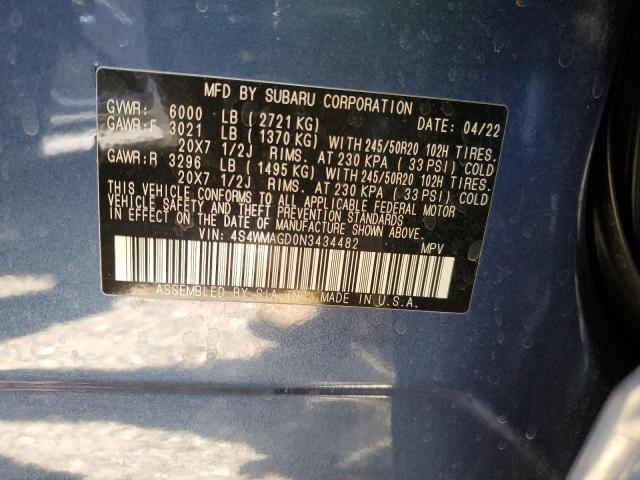 MFD BY SUBARU CORPORATION
GVWR: 6000 LB (2721 KG) DATE: 04/22
GAWR:F 3021 LB (1370 KG) WITH 245/50R20 102H TIRES.
20X7 1/2J RIMS. AT 230 KPA (33 PSI) COLD
GAWR:R 3296 LB (1495 KG) WITH 245/50R20 102H TIRES.
20X7 1/2J RIMS. AT 230 KPA (33 PSI) COLD
THIS VEHICLE CONFORMS TO ALL APPLICABLE FEDERAL MOTOR
VEHICLE SAFETY AND THEFT PREVENTION STANDARDS
IN EFFECT ON THE DATE OF MANUFACTURE SHOWN ABOVE.
VIN: 4S4WMAGD0N3434482 MPV
ASSEMBLED BY S.I.A.,INC. MADE IN U.S.A.